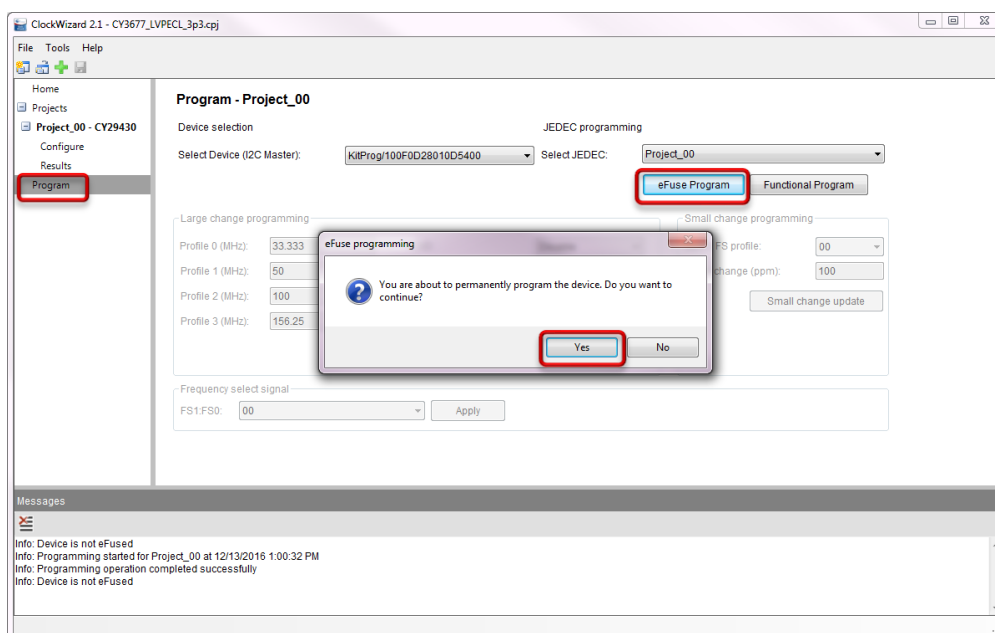 ClockWizard 2.1 - CY3677_LVPECL_3p3.cpj
File Tools Help
Home
Projects
Project_00 - CY29430
Configure
Results
Program
Program - Project_00
Device selection
JEDEC programming
Select Device (I2C Master):
KitProg/100F0D28010D5400
Select JEDEC:
Project_00
eFuse Program
Functional Program
Large change programming
Small change programming
Profile 0 (MHz):
33.333
FS profile:
00
Profile 1 (MHz):
50
change (ppm):
100
Profile 2 (MHz):
100
Small change update
Profile 3 (MHz):
156.25
eFuse programming
You are about to permanently program the device. Do you want to
continue?
Yes
No
Frequency select signal
FS1:FS0:
00
Apply
Messages
Info: Device is not eFused
Info: Programming started for Project_00 at 12/13/2016 1:00:32 PM
Info: Programming operation completed successfully
Info: Device is not eFused